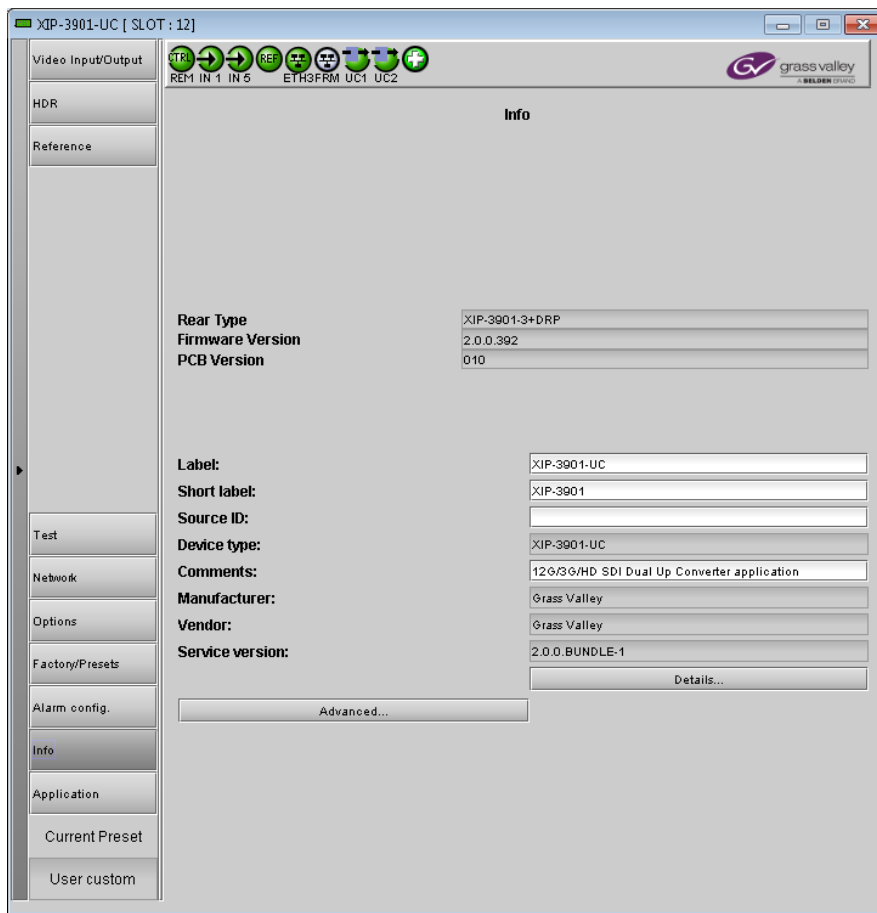 XIP-3901-UC [ SLOT : 12]
Video Input/Output
HDR
Reference
CTRL REF
REM IN 1 IN 5 ETH3FRM UC1 UC2
GV grass valley
A BELDEN BRAND
Info
Rear Type XIP-3901-3+DRP
Firmware Version 2.0.0.392
PCB Version 010
Label: XIP-3901-UC
Short label: XIP-3901
Source ID:
Device type: XIP-3901-UC
Comments: 12G/3G/HD SDI Dual Up Converter application
Manufacturer: Grass Valley
Vendor: Grass Valley
Service version: 2.0.0.BUNDLE-1
Details...
Advanced...
Test
Network
Options
Factory/Presets
Alarm config.
Info
Application
Current Preset
User custom